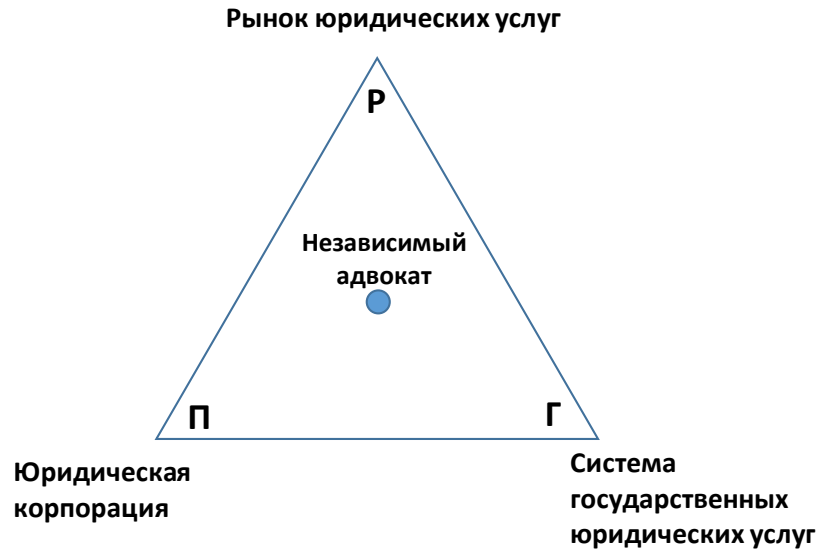 Рынок юридических услуг
Р
Независимый
адвокат
П
Г
Юридическая
корпорация
Система
государственных
юридических услуг